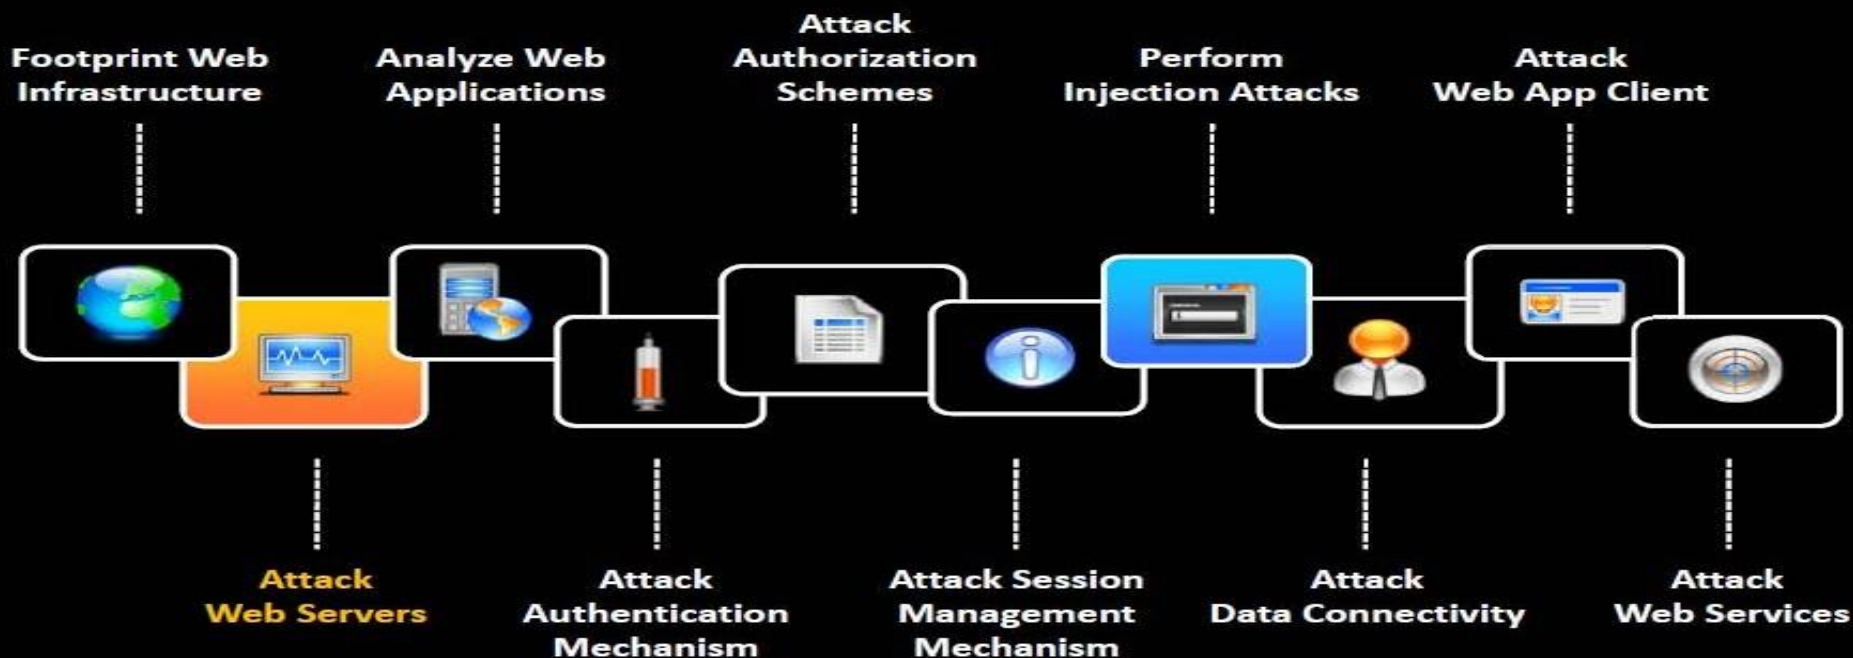 Footprint Web
Infrastructure
Analyze Web
Applications
Attack
Authorization
Schemes
Perform
Injection Attacks
Attack
Web App Client
Attack
Web Servers
Attack
Authentication
Mechanism
Attack Session
Management
Mechanism
Attack
Data Connectivity
Attack
Web Services